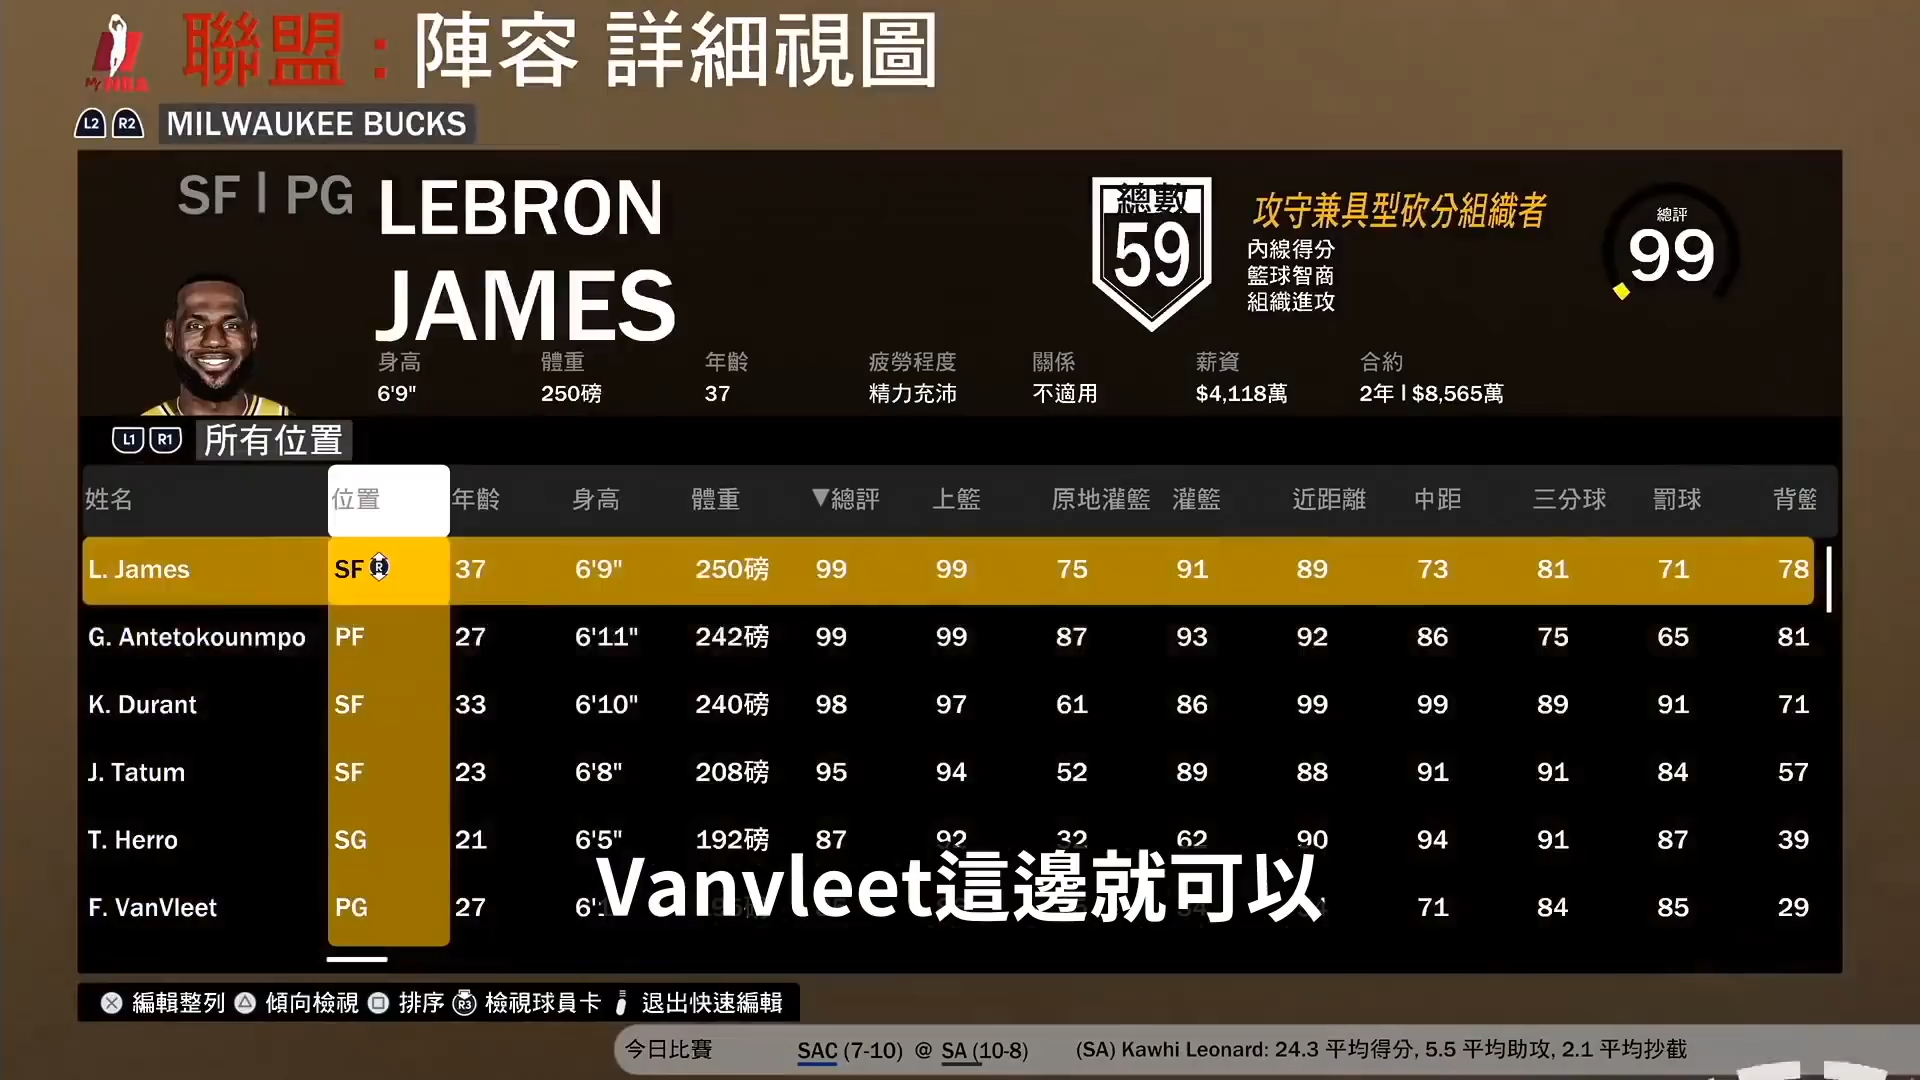 My NBA 聯盟：陣容 詳細視圖
L2 R2 MILWAUKEE BUCKS
SF | PG LEBRON
JAMES
總數
59
攻守兼具型砍分組織者
內線得分
籃球智商
組織進攻
總評
99
身高 體重 年齡 疲勞程度 關係 薪資 合約
6'9" 250磅 37 精力充沛 不適用 $4,118萬 2年 | $8,565萬
L1 R1 所有位置
姓名 位置 年齡 身高 體重 ▼總評 上籃 原地灌籃 灌籃 近距離 中距 三分球 罰球 背籃
L. James SF R 37 6'9" 250磅 99 99 75 91 89 73 81 71 78
G. Antetokounmpo PF 27 6'11" 242磅 99 99 87 93 92 86 75 65 81
K. Durant SF 33 6'10" 240磅 98 97 61 86 99 99 89 91 71
J. Tatum SF 23 6'8" 208磅 95 94 52 89 88 91 91 84 57
T. Herro SG 21 6'5" 192磅 87 92 32 62 90 94 91 87 39
F. VanVleet PG 27 71 84 85 29
Vanvleet這邊就可以
編輯整列 傾向檢視 排序 R3 檢視球員卡 退出快速編輯
今日比賽 SAC (7-10) @ SA (10-8) (SA) Kawhi Leonard: 24.3 平均得分, 5.5 平均助攻, 2.1 平均抄截